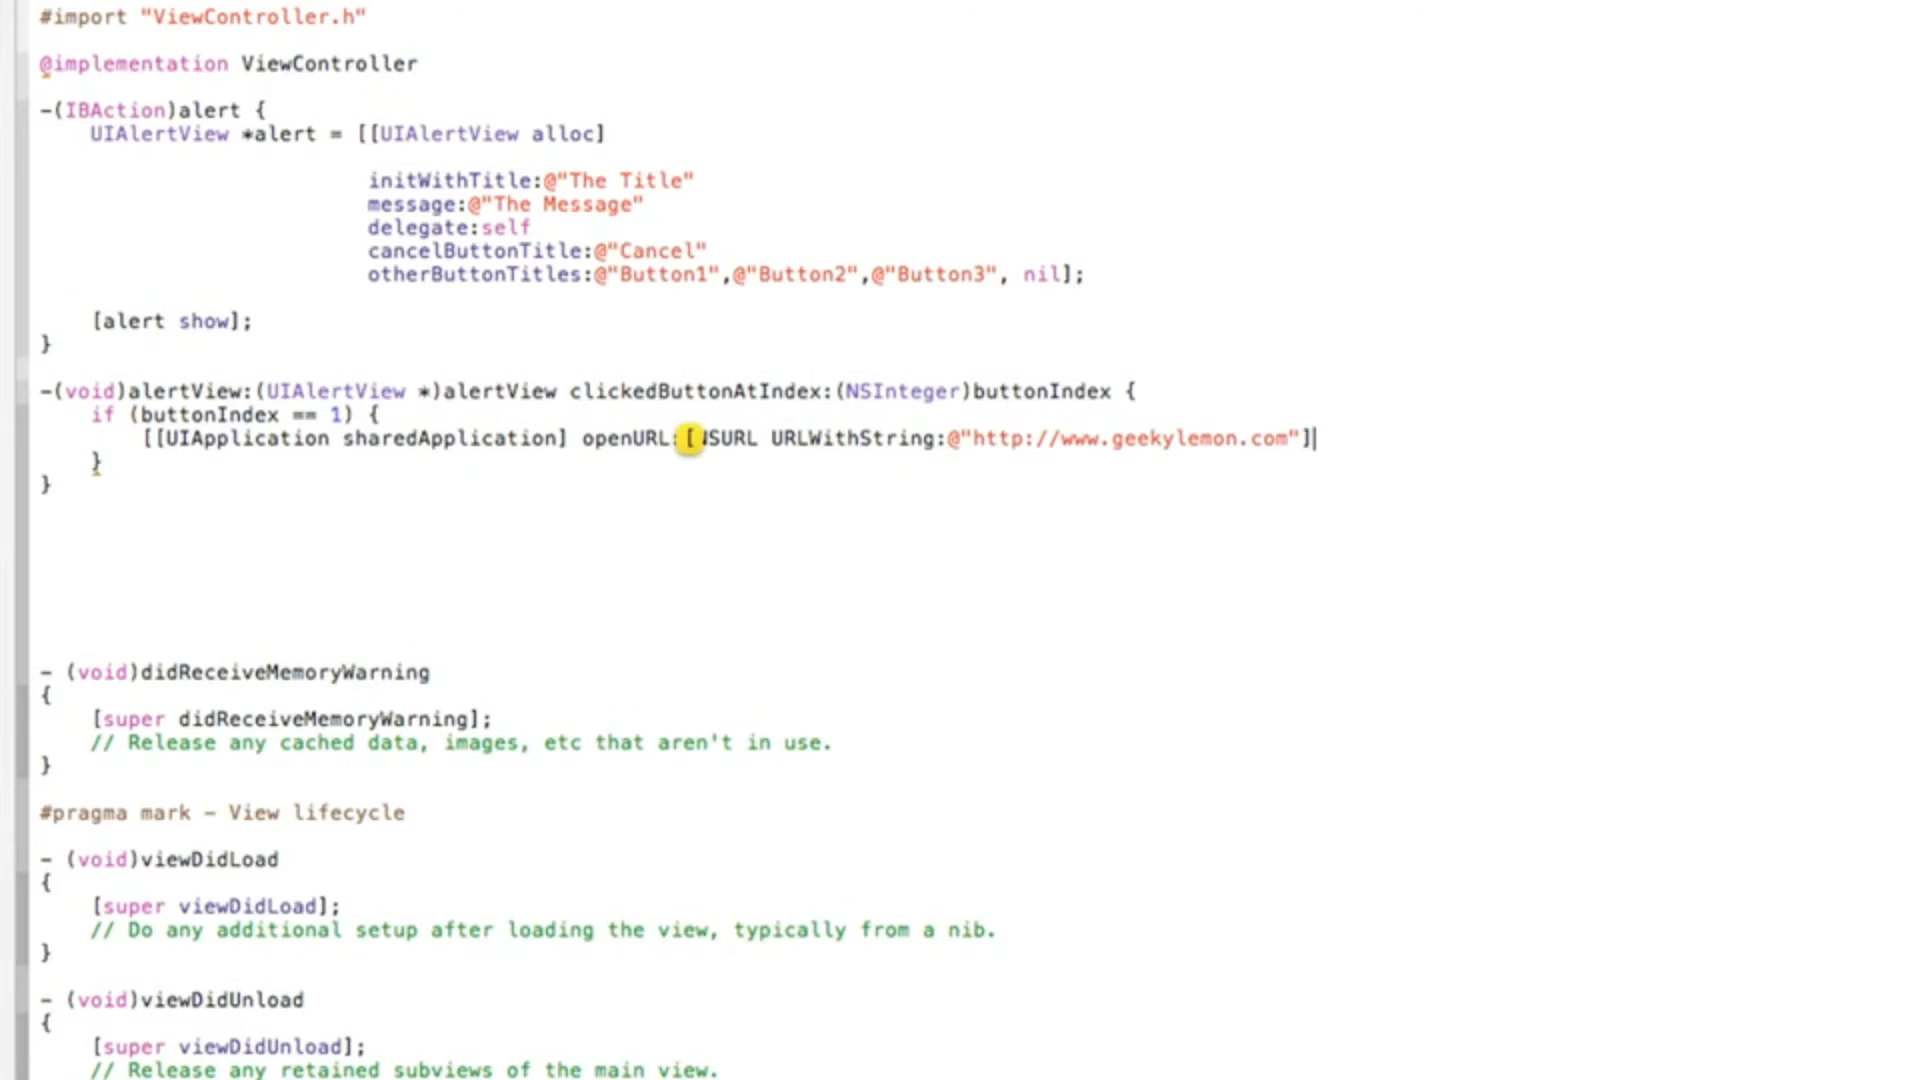 #import "ViewController.h"
@implementation ViewController
-(IBAction)alert {
UIAlertView *alert = [[UIAlertView alloc]
initWithTitle:@"The Title"
message:@"The Message"
delegate:self
cancelButtonTitle:@"Cancel"
otherButtonTitles:@"Button1",@"Button2",@"Button3", nil];
[alert show];
}
-(void)alertView:(UIAlertView *)alertView clickedButtonAtIndex:(NSInteger)buttonIndex {
if (buttonIndex == 1) {
[[UIApplication sharedApplication] openURL:[NSURL URLWithString:@"http://www.geekylemon.com"]
}
}
- (void)didReceiveMemoryWarning
{
[super didReceiveMemoryWarning];
// Release any cached data, images, etc that aren't in use.
}
#pragma mark - View lifecycle
- (void)viewDidLoad
{
[super viewDidLoad];
// Do any additional setup after loading the view, typically from a nib.
}
- (void)viewDidUnload
{
[super viewDidUnload];
// Release any retained subviews of the main view.